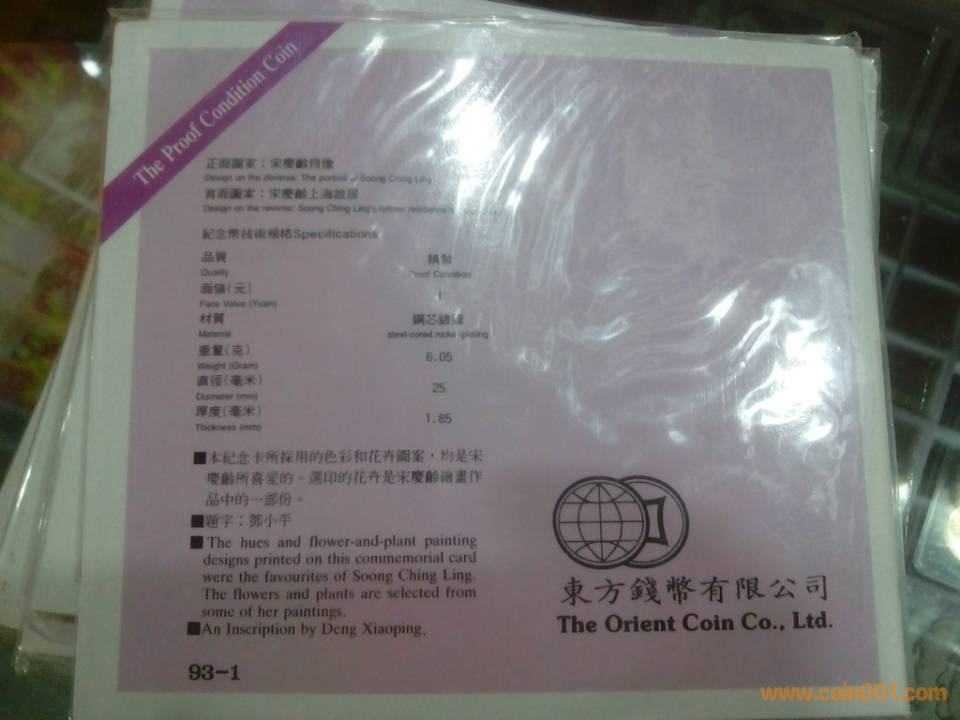 The Proof Condition Coin
正面圖案：宋慶齡肖像
Design on the obverse: The portrait of Soong Ching Ling
背面圖案：宋慶齡上海故居
Design on the reverse: Soong Ching Ling's former residence
紀念幣技術規格Specifications
品質 精製
Quality Proof Condition
面值(元) 1
Face Value (Yuan)
材質 鋼芯鍍鎳
Material steel-cored nickel-plating
重量(克) 6.05
Weight (Gram)
直徑(毫米) 25
Diameter (mm)
厚度(毫米) 1.85
Thickness (mm)
■本紀念卡所採用的色彩和花卉圖案，均是宋
慶齡所喜愛的。選印的花卉是宋慶齡繪畫作
品中的一部份。
■題字：鄧小平
■The hues and flower-and-plant painting
designs printed on this commemorial card
were the favourites of Soong Ching Ling.
The flowers and plants are selected from
some of her paintings.
■An Inscription by Deng Xiaoping.
93-1
東方錢幣有限公司
The Orient Coin Co., Ltd.
www.coin001.com